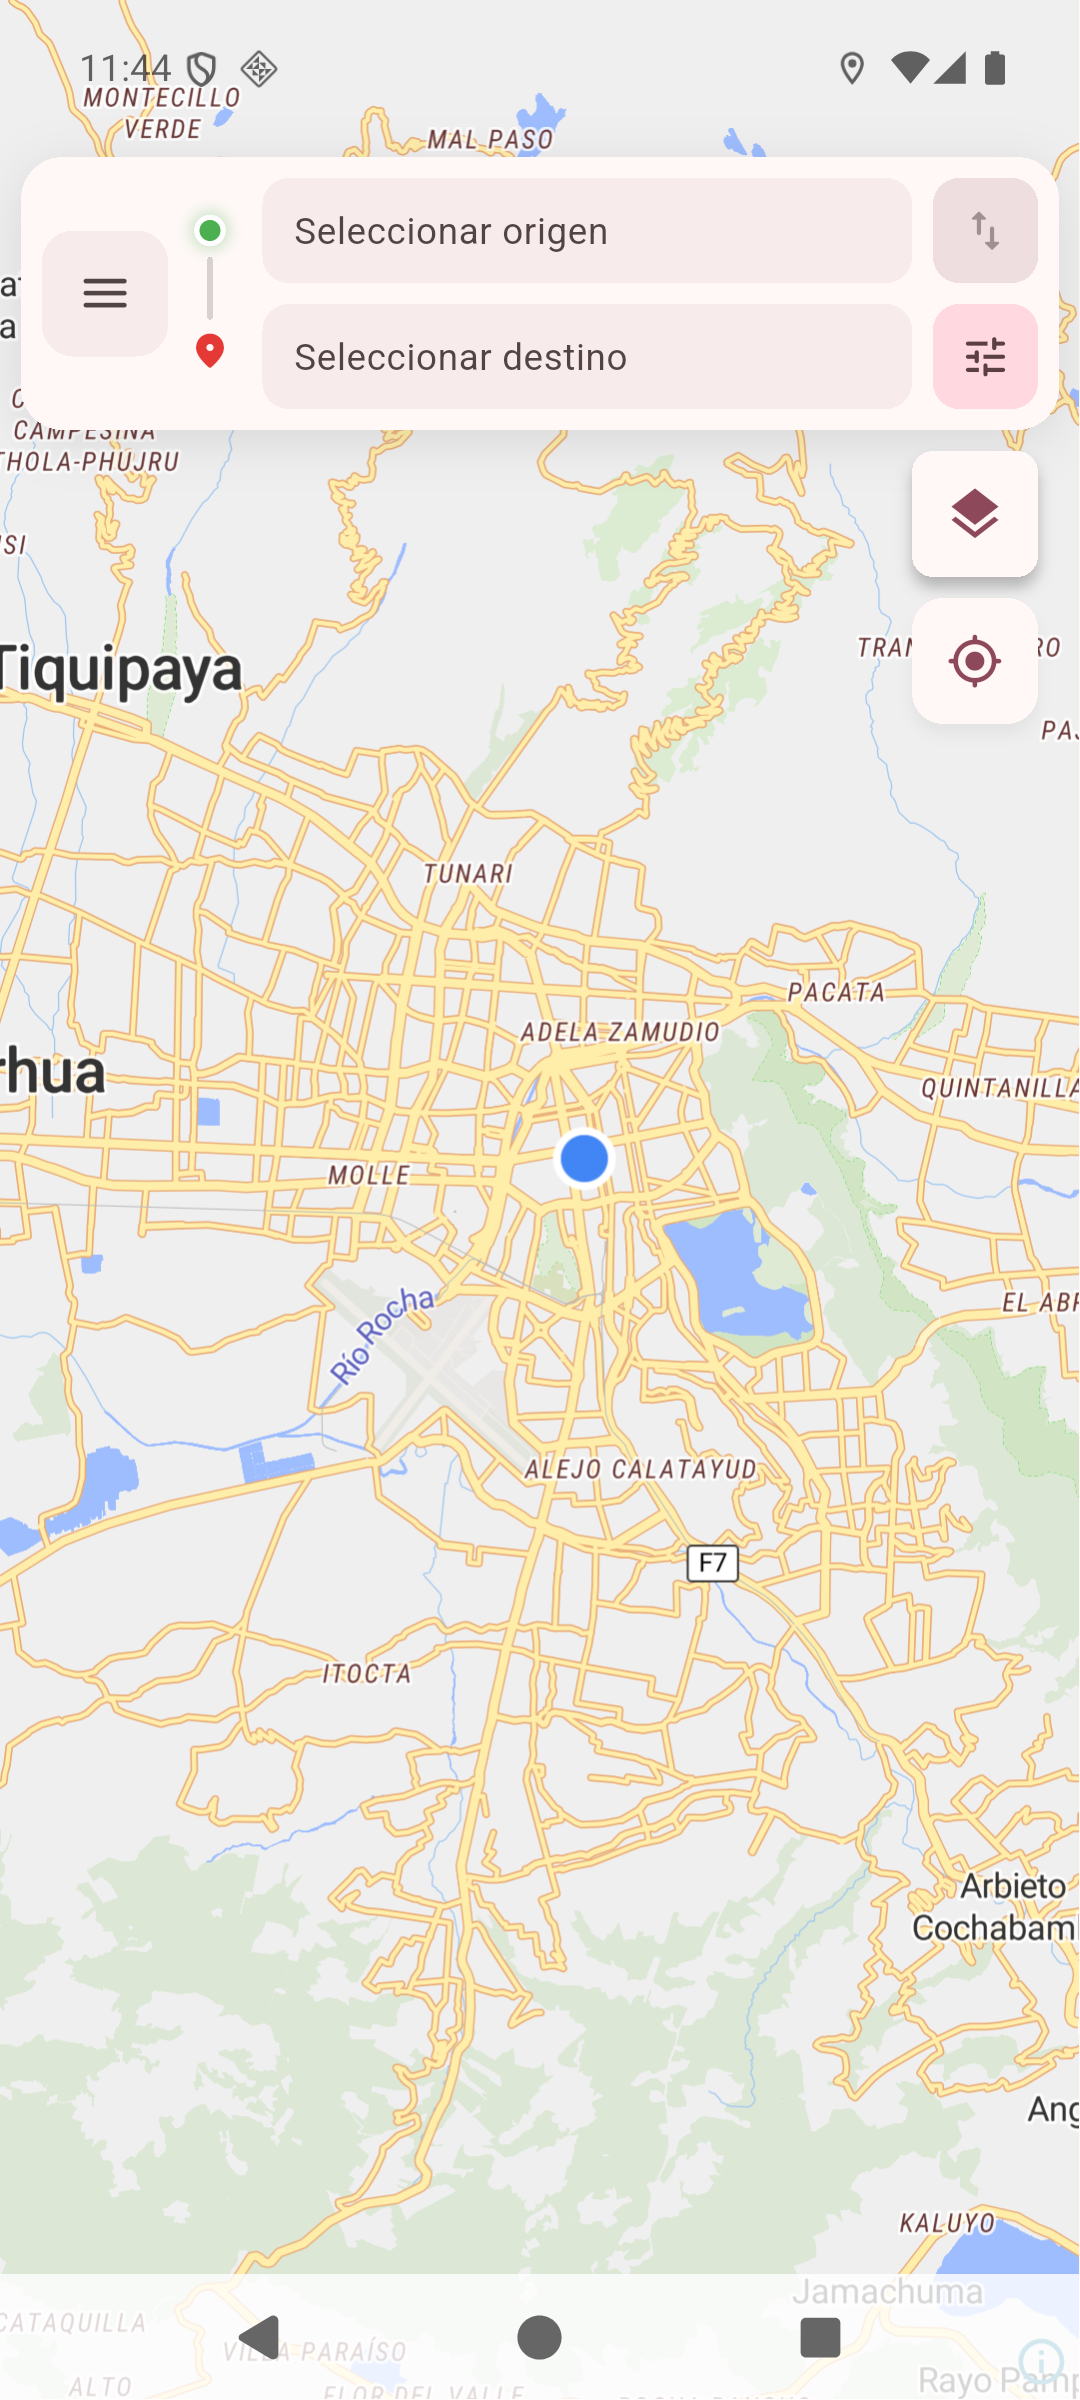 11:44
MONTECILLO
VERDE
MAL PASO
Seleccionar origen
Seleccionar destino
CAMPESINA
THOLA-PHUJRU
Tiquipaya
TUNARI
PACATA
ADELA ZAMUDIO
rhua
QUINTANILLA
MOLLE
Río Rocha
EL ABR
ALEJO CALATAYUD
F7
ITOCTA
Arbieto
Cochabam
Ang
KALUYO
Jamachuma
CATAQUILLA
VILLA PARAÍSO
Rayo Pamp
ALTO
FLOR DEL VALLE